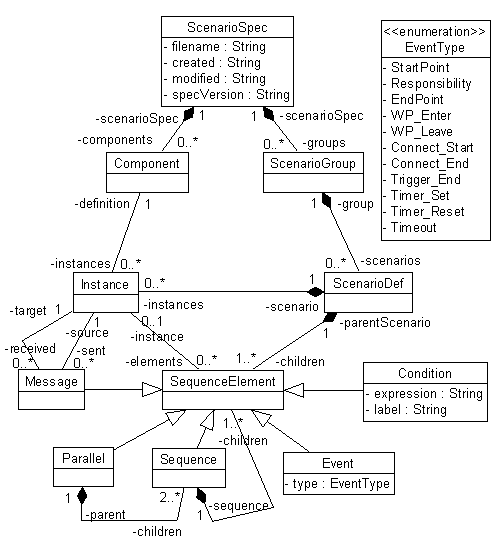 ScenarioSpec
- filename : String
- created : String
- modified : String
- specVersion : String
<<enumeration>>
EventType
- StartPoint
- Responsibility
- EndPoint
- WP_Enter
- WP_Leave
- Connect_Start
- Connect_End
- Trigger_End
- Timer_Set
- Timer_Reset
- Timeout
-scenarioSpec 1 1 -scenarioSpec
-components 0..* 0..* -groups
Component
ScenarioGroup
-definition 1 1 -group
-instances 0..* 0..* -scenarios
Instance
0..* 1
ScenarioDef
-target 1 1 0..1 -instances -scenario 1
-source -instance -parentScenario
-received -sent -elements 0..* 1..* -children
0..* 0..*
Message
SequenceElement
Condition
- expression : String
- label : String
1..*
-children
Parallel
Sequence
Event
- type : EventType
1 2..* 1 -sequence
-parent
-children